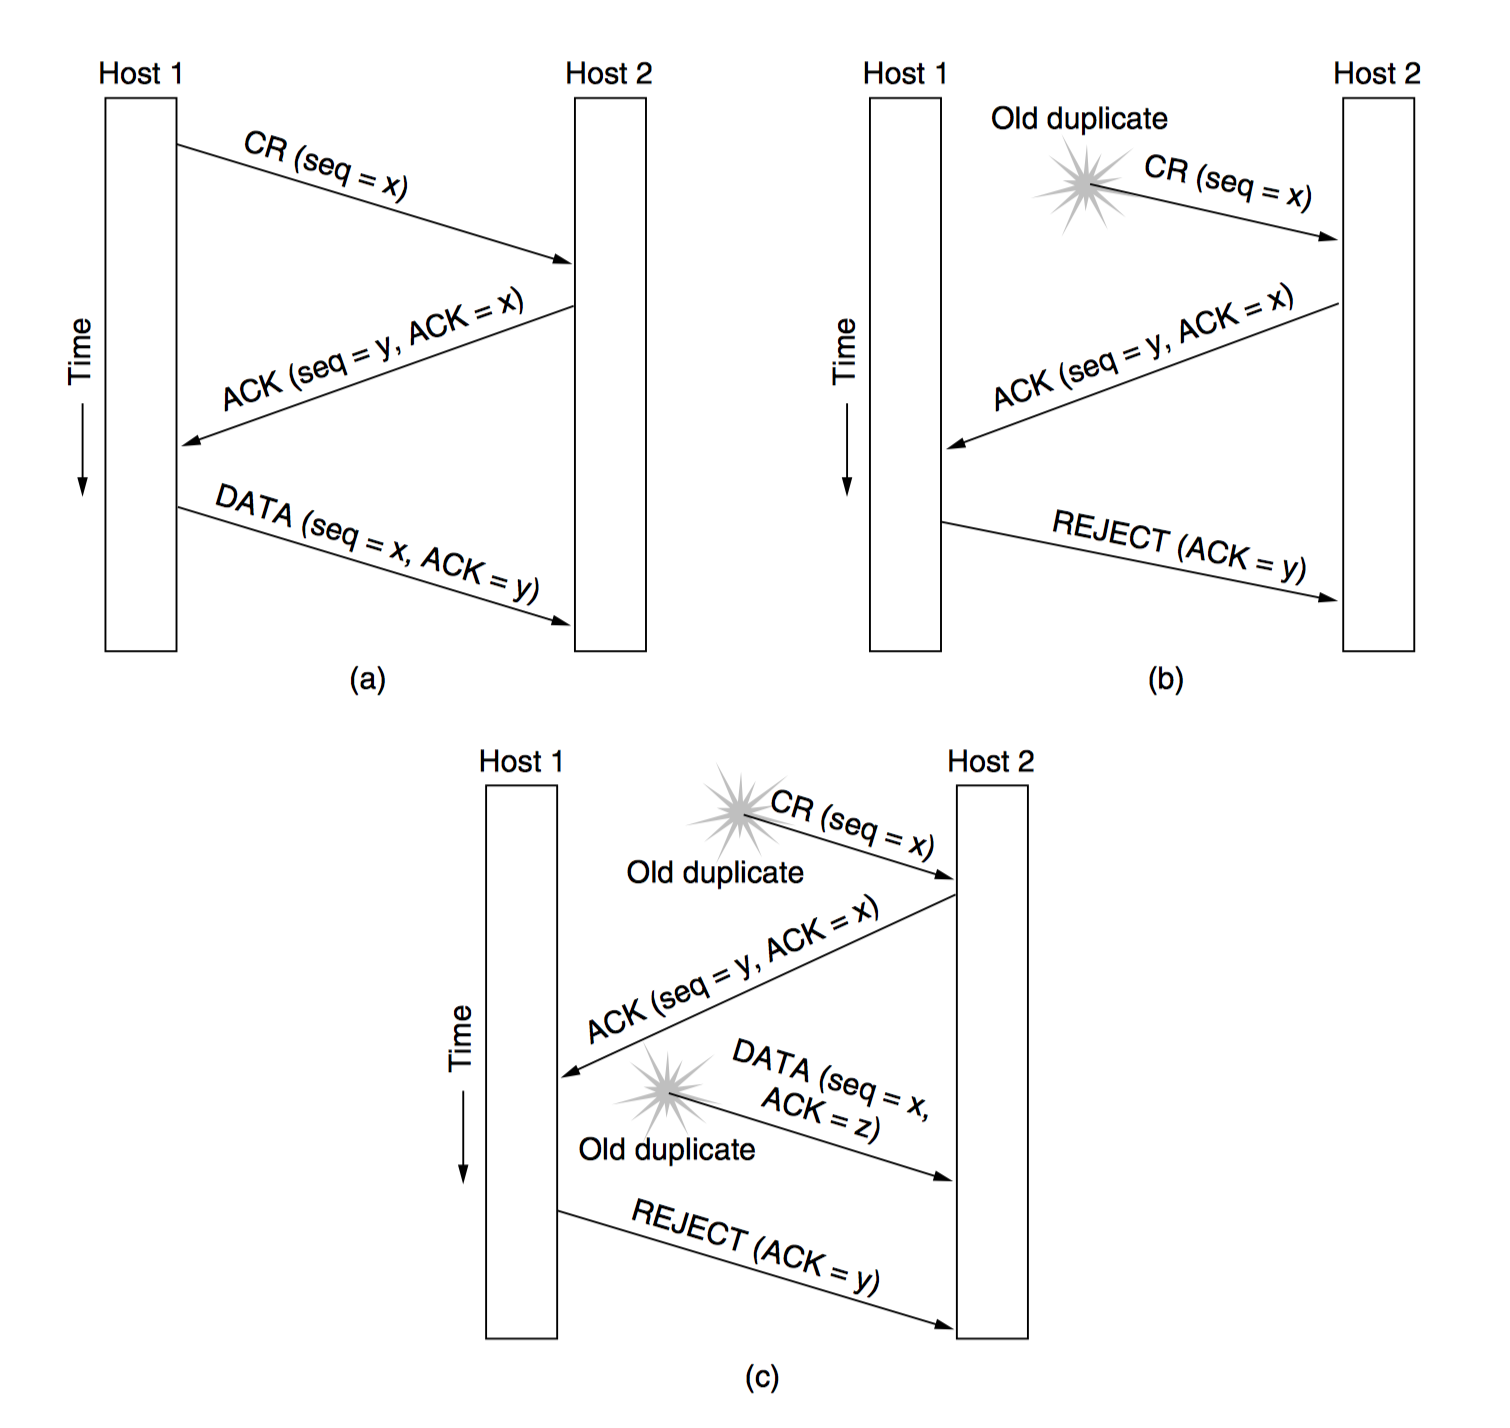 Host 1
Host 2
CR (seq = x)
ACK (seq = y, ACK = x)
DATA (seq = x, ACK = y)
Time
(a)
Host 1
Host 2
Old duplicate
CR (seq = x)
ACK (seq = y, ACK = x)
REJECT (ACK = y)
Time
(b)
Host 1
Host 2
CR (seq = x)
Old duplicate
ACK (seq = y, ACK = x)
DATA (seq = x,
ACK = z)
Old duplicate
REJECT (ACK = y)
Time
(c)